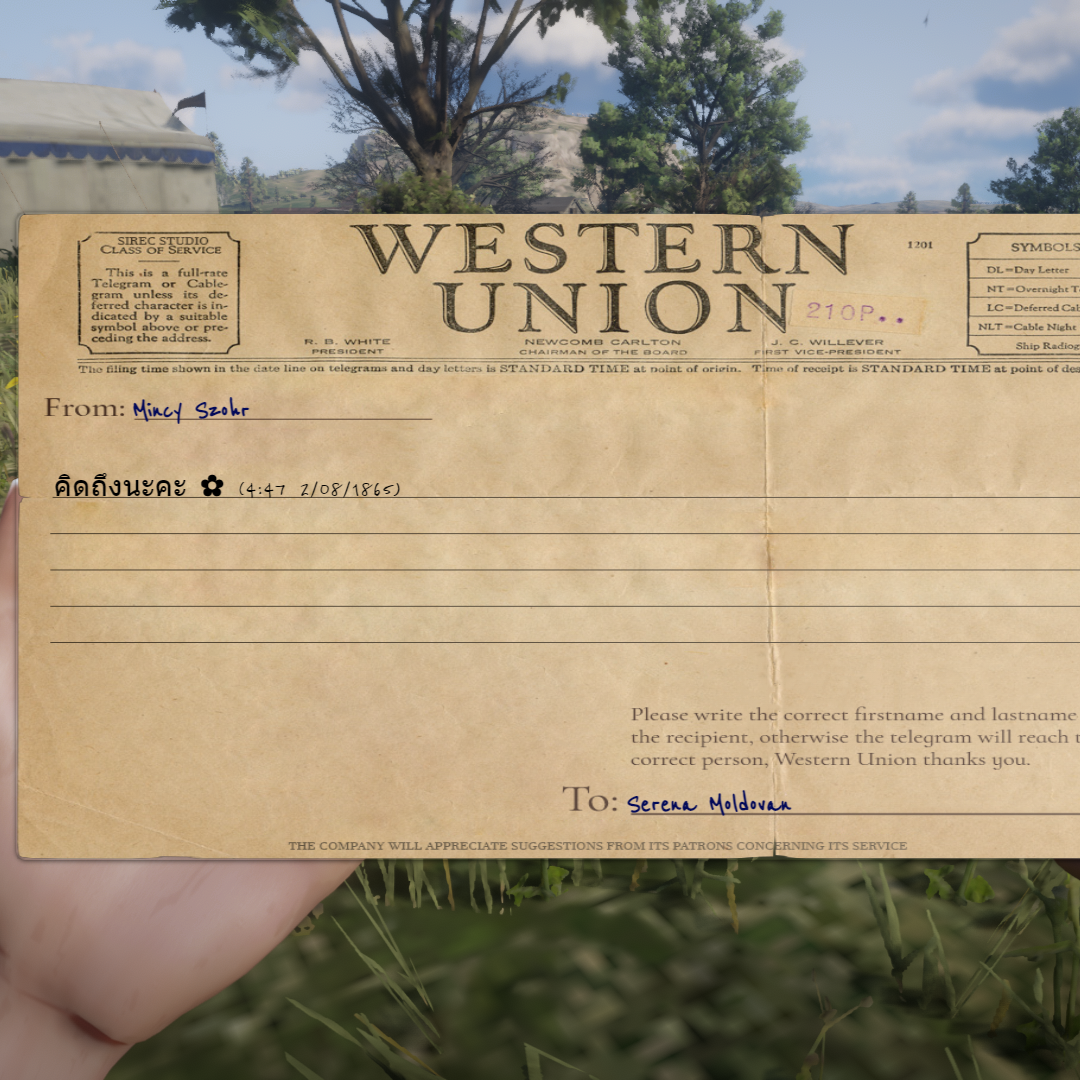 SIREC STUDIO
CLASS OF SERVICE
This is a full-rate
Telegram or Cable-
gram unless its de-
ferred character is in-
dicated by a suitable
symbol above or pre-
ceding the address.
WESTERN
UNION
1201
210P..
R. B. WHITE
PRESIDENT
NEWCOMB CARLTON
CHAIRMAN OF THE BOARD
J. C. WILLEVER
FIRST VICE-PRESIDENT
SYMBOLS
DL=Day Letter
NT=Overnight
LC=Deferred
NLT=Cable Night
Ship
The filing time shown in the date line on telegrams and day letters is STANDARD TIME at point of origin. Time of receipt is STANDARD TIME at point of
From: Mincy Szohr
คิดถึงนะคะ ✿ (4:47 2/08/1865)
Please write the correct firstname and lastname
the recipient, otherwise the telegram will reach
correct person, Western Union thanks you.
To: Serena Moldovan
THE COMPANY WILL APPRECIATE SUGGESTIONS FROM ITS PATRONS CONCERNING ITS SERVICE